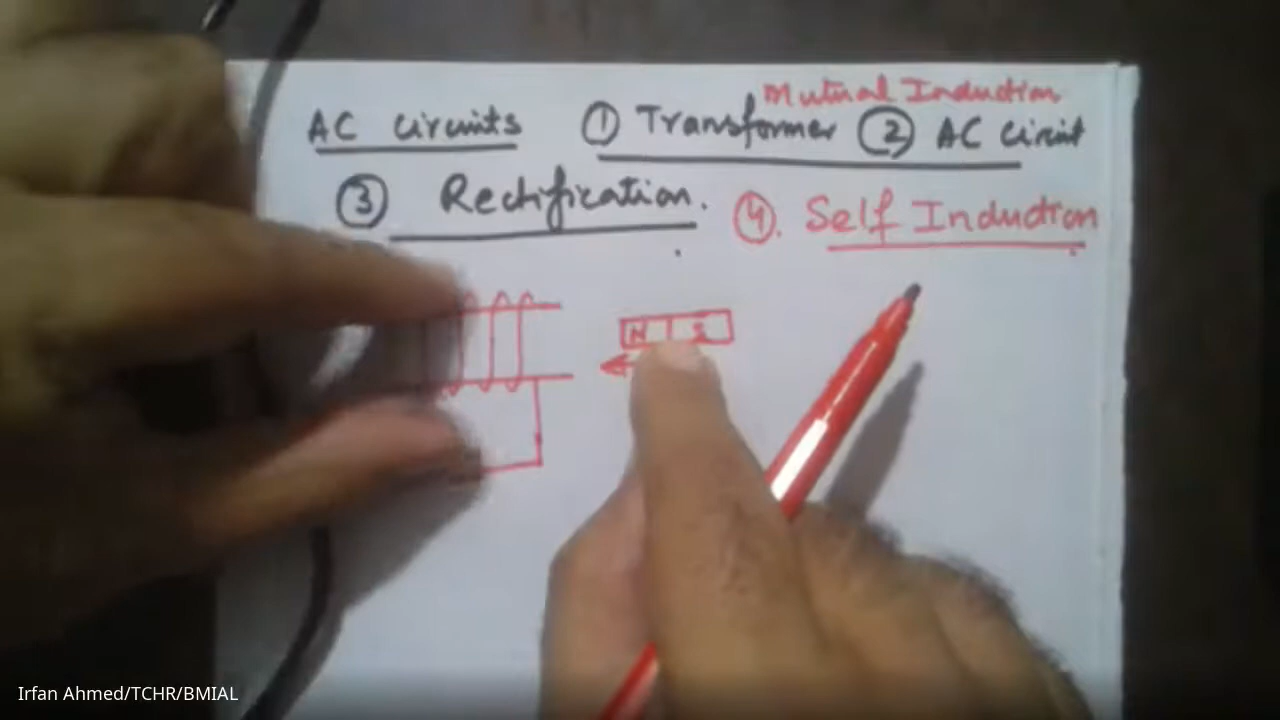 Mutual Induction
AC Circuits ① Transformer ② AC Circuit
③ Rectification. ④. Self Induction
N S
Irfan Ahmed/TCHR/BMIAL